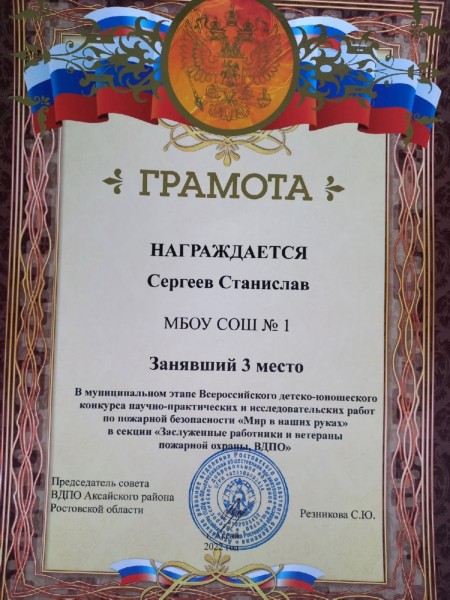 ГРАМОТА
НАГРАЖДАЕТСЯ
Сергеев Станислав
МБОУ СОШ № 1
Занявший 3 место
В муниципальном этапе Всероссийского детско-юношеского
конкурса научно-практических и исследовательских работ
по пожарной безопасности «Мир в наших руках»
в секции «Заслуженные работники и ветераны
пожарной охраны, ВДПО»
Председатель совета
ВДПО Аксайского района
Ростовской области
Резникова С.Ю.
2022 год